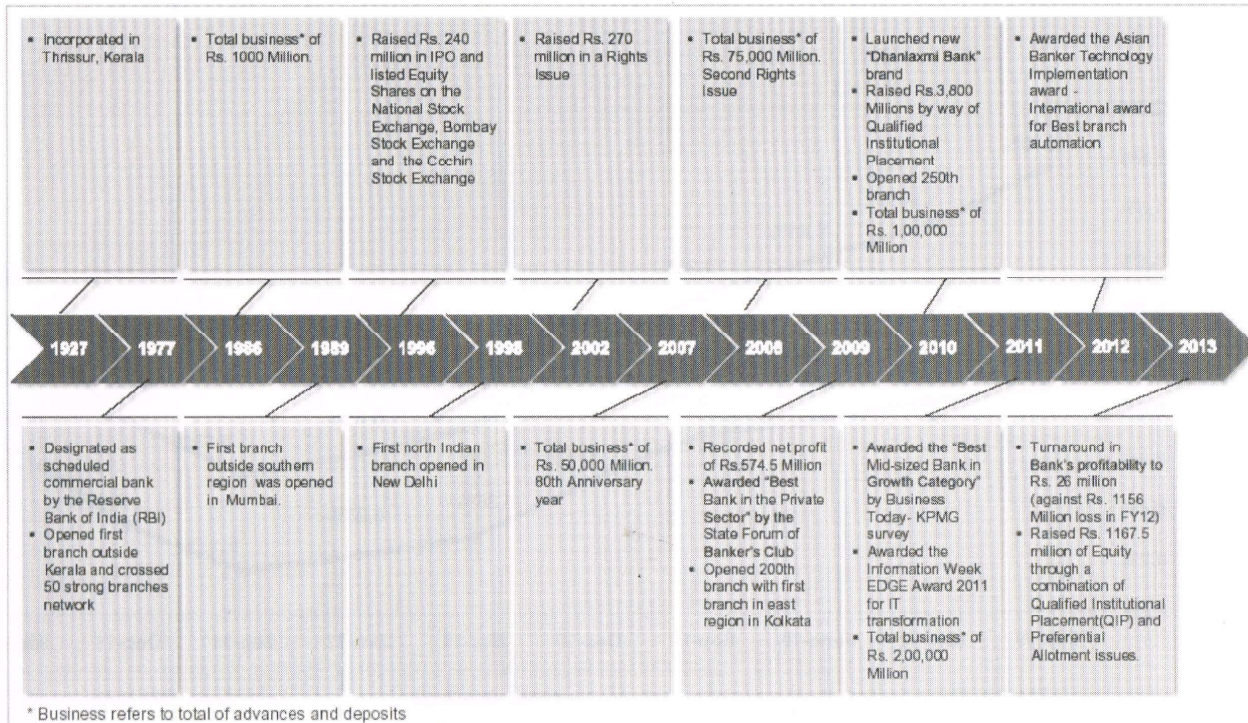 ▪ Incorporated in
Thrissur, Kerala
▪ Total business* of
Rs. 1000 Million.
▪ Raised Rs. 240
million in IPO and
listed Equity
Shares on the
National Stock
Exchange, Bombay
Stock Exchange
and the Cochin
Stock Exchange
▪ Raised Rs. 270
million in a Rights
Issue
▪ Total business* of
Rs. 75,000 Million.
Second Rights
Issue
▪ Launched new
"Dhanlaxmi Bank"
brand
▪ Raised Rs.3,800
Millions by way of
Qualified
Institutional
Placement
▪ Opened 250th
branch
▪ Total business* of
Rs. 1,00,000
Million
▪ Awarded the Asian
Banker Technology
Implementation
award -
International award
for Best branch
automation
1927 1977 1986 1989 1996 1998 2002 2007 2008 2009 2010 2011 2012 2013
▪ Designated as
scheduled
commercial bank
by the Reserve
Bank of India (RBI)
▪ Opened first
branch outside
Kerala and crossed
50 strong branches
network
▪ First branch
outside southern
region was opened
in Mumbai.
▪ First north Indian
branch opened in
New Delhi
▪ Total business* of
Rs. 50,000 Million.
80th Anniversary
year
▪ Recorded net profit
of Rs.574.5 Million
▪ Awarded "Best
Bank in the Private
Sector" by the
State Forum of
Banker's Club
▪ Opened 200th
branch with first
branch in east
region in Kolkata
▪ Awarded the "Best
Mid-sized Bank in
Growth Category"
by Business
Today- KPMG
survey
▪ Awarded the
Information Week
EDGE Award 2011
for IT
transformation
▪ Total business* of
Rs. 2,00,000
Million
▪ Turnaround in
Bank's profitability to
Rs. 26 million
(against Rs. 1156
Million loss in FY12)
▪ Raised Rs. 1167.5
million of Equity
through a
combination of
Qualified Institutional
Placement(QIP) and
Preferential
Allotment issues.
* Business refers to total of advances and deposits